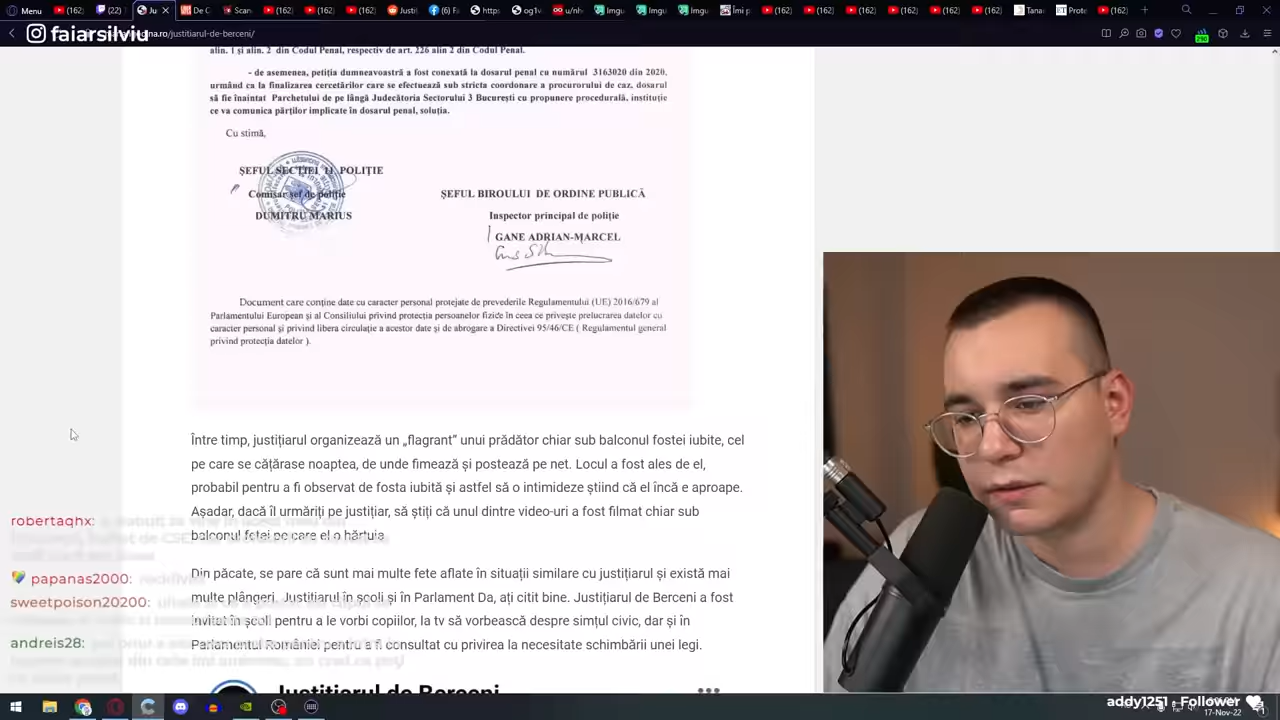 Menu
(162)
(162)
Ju
(162)
(162)
Redit
(162)
(162)
faiarsivlu
na.ro/justitiarul-de-berceni/
alin. 1 și alin. 2 din Codul Penal, respectiv de art. 226 alin 2 din Codul Penal.
- de asemenea, petiția dumneavoastră a fost conexată la dosarul penal cu numărul 3163020 din 2020,
urmând ca la finalizarea cercetărilor care se efectuează sub stricta coordonare a procurorului de caz, dosarul
să fie înaintat Parchetului de pe lângă Judecătoria Sectorului 3 București cu propunere procedurală, instituție
ce va comunica părților implicate în dosarul penal, soluția.
Cu stimă,
ȘEFUL SECȚIEI 11 POLIȚIE
Comisar șef de poliție
DUMITRU MARIUS
ȘEFUL BIROULUI DE ORDINE PUBLICĂ
Inspector principal de poliție
GANE ADRIAN-MARCEL
Document care conține date cu caracter personal protejate de prevederile Regulamentului (UE) 2016/679 al
Parlamentului European și al Consiliului privind protecția persoanelor fizice în ceea ce privește prelucrarea datelor cu
caracter personal și privind libera circulație a acestor date și de abrogare a Directivei 95/46/CE ( Regulamentul general
privind protecția datelor ).
Între timp, justițiarul organizează un „flagrant” unui prădător chiar sub balconul fostei iubite, cel
pe care se cățărase noaptea, de unde fimează și postează pe net. Locul a fost ales de el,
probabil pentru a fi observat de fosta iubită și astfel să o intimideze știind că el încă e aproape.
Așadar, dacă îl urmăriți pe justițiar, să știți că unul dintre video-uri a fost filmat chiar sub
balconul fetei pe care el o hărțuia.
Din păcate, se pare că sunt mai multe fete aflate în situații similare cu justițiarul și există mai
multe plângeri. Justițiarul în școli și în Parlament Da, ați citit bine. Justițiarul de Berceni a fost
invitat în școli pentru a le vorbi copiilor, la tv să vorbească despre simțul civic, dar și în
Parlamentul României pentru a fi consultat cu privirea la necesitate schimbării unei legi.
Justițiarul de Berceni
robertaqhx:
papanas2000:
sweetpoison20200:
andreis28:
addy1251 - Follower
17-Nov-22